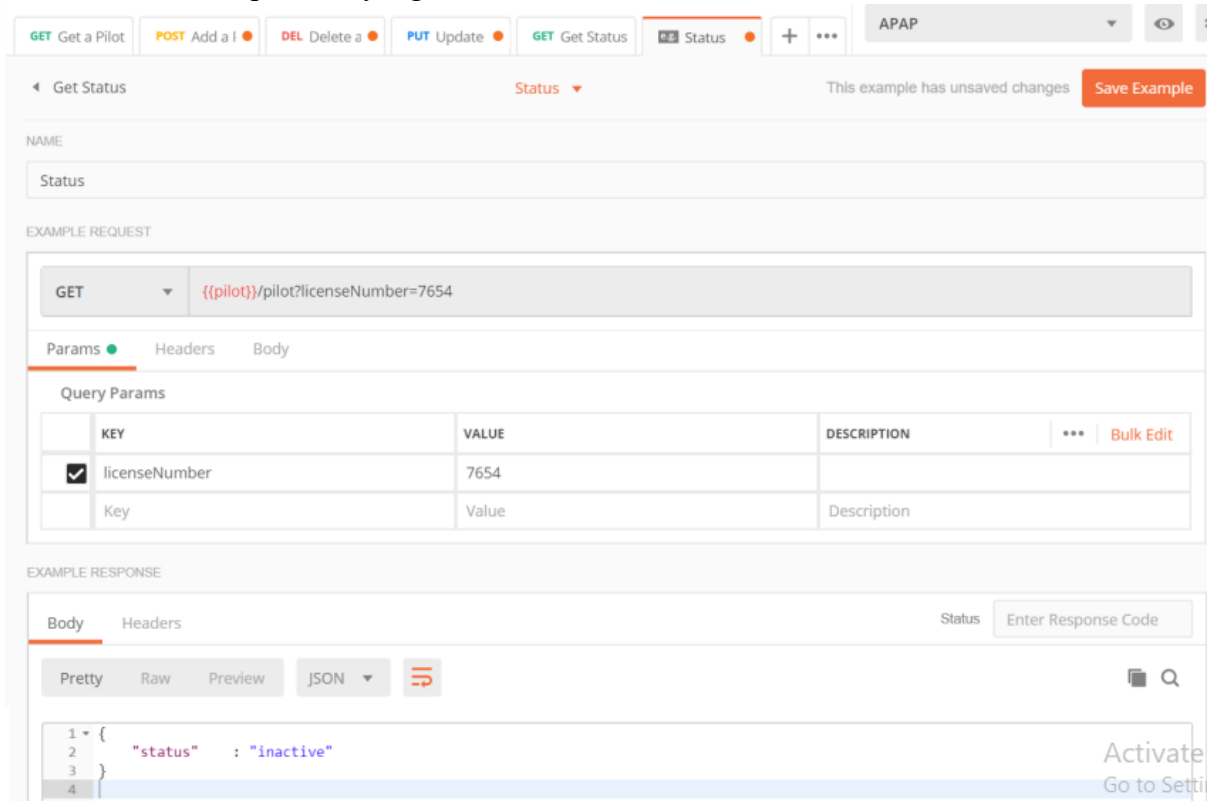 GET Get a Pilot POST Add a l DEL Delete a PUT Update GET Get Status e.g. Status + ••• APAP
Get Status Status This example has unsaved changes Save Example
NAME
Status
EXAMPLE REQUEST
GET {{pilot}}/pilot?licenseNumber=7654
Params Headers Body
Query Params
KEY VALUE DESCRIPTION ••• Bulk Edit
licenseNumber 7654
Key Value Description
EXAMPLE RESPONSE
Body Headers Status Enter Response Code
Pretty Raw Preview JSON
1 {
2 "status" : "inactive"
3 }
4
Activate
Go to Setti